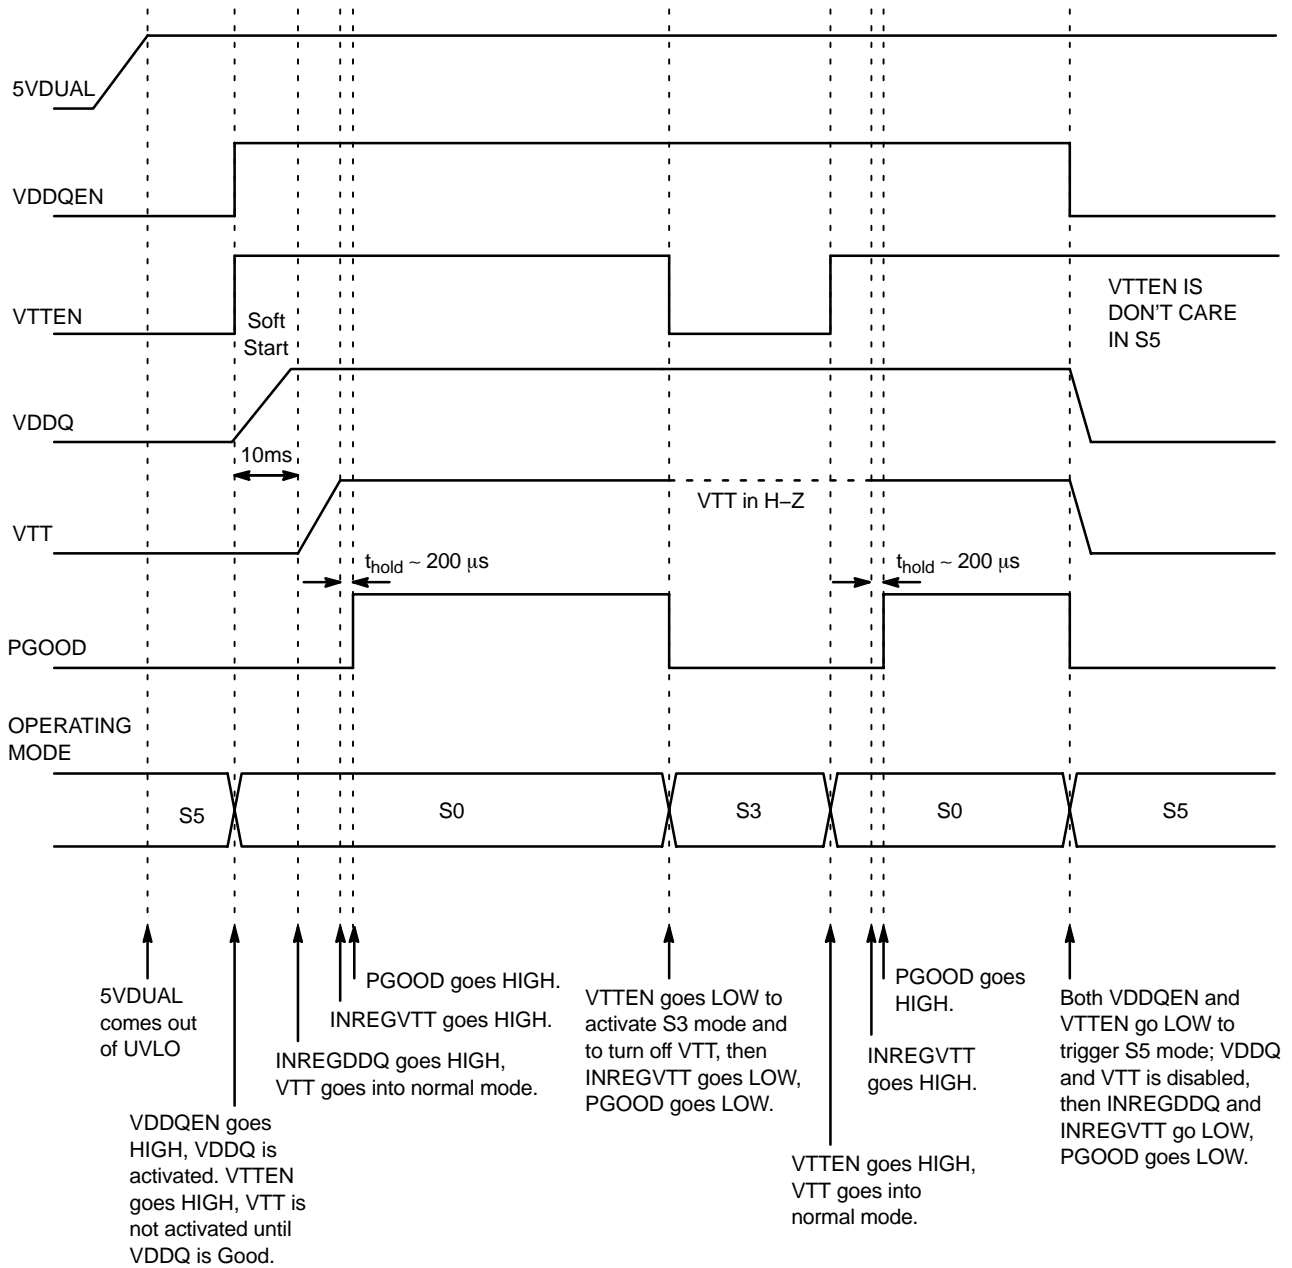 5VDUAL
VDDQEN
VTTEN
Soft
Start
VTTEN IS
DON'T CARE
IN S5
VDDQ
10ms
VTT
VTT in H–Z
thold ~ 200 μs
thold ~ 200 μs
PGOOD
OPERATING
MODE
S5
S0
S3
S0
S5
5VDUAL
comes out
of UVLO
VDDQEN goes
HIGH, VDDQ is
activated. VTTEN
goes HIGH, VTT is
not activated until
VDDQ is Good.
INREGDDQ goes HIGH,
VTT goes into normal mode.
INREGVTT goes HIGH.
PGOOD goes HIGH.
VTTEN goes LOW to
activate S3 mode and
to turn off VTT, then
INREGVTT goes LOW,
PGOOD goes LOW.
VTTEN goes HIGH,
VTT goes into
normal mode.
INREGVTT
goes HIGH.
PGOOD goes
HIGH.
Both VDDQEN and
VTTEN go LOW to
trigger S5 mode; VDDQ
and VTT is disabled,
then INREGDDQ and
INREGVTT go LOW,
PGOOD goes LOW.